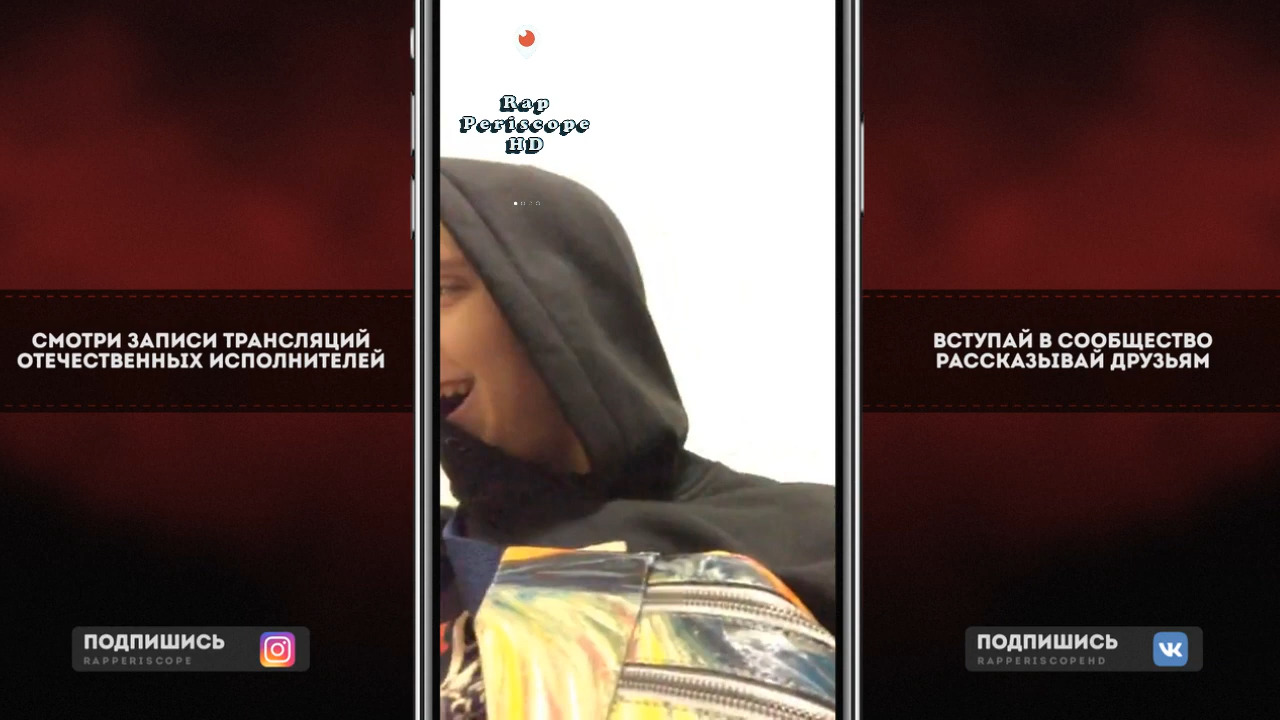 Rap
Periscope
HD
СМОТРИ ЗАПИСИ ТРАНСЛЯЦИЙ
ОТЕЧЕСТВЕННЫХ ИСПОЛНИТЕЛЕЙ
ВСТУПАЙ В СООБЩЕСТВО
РАССКАЗЫВАЙ ДРУЗЬЯМ
ПОДПИШИСЬ
RAPPERISCOPE
ПОДПИШИСЬ
RAPPERISCOPEHD